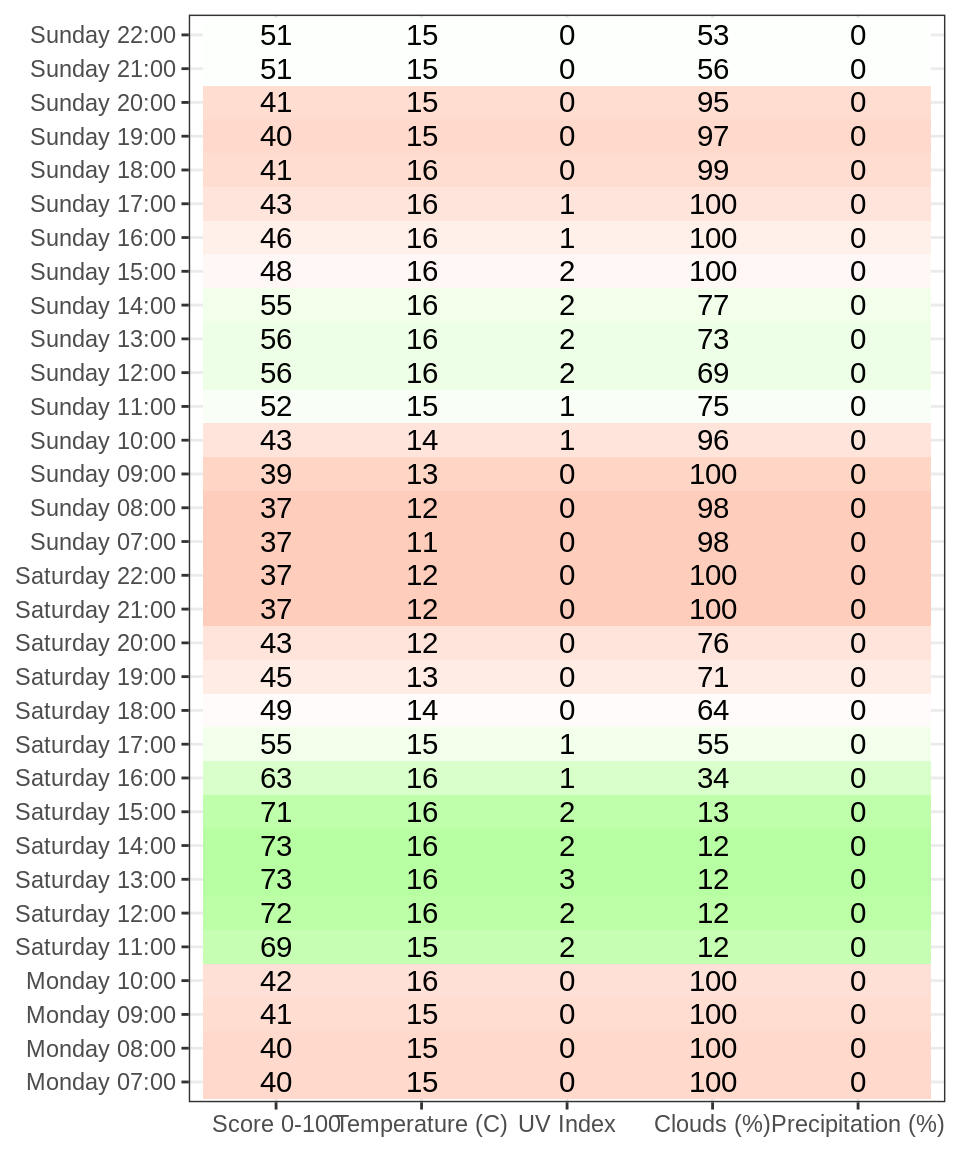 Sunday 22:00 51 15 0 53 0
Sunday 21:00 51 15 0 56 0
Sunday 20:00 41 15 0 95 0
Sunday 19:00 40 15 0 97 0
Sunday 18:00 41 16 0 99 0
Sunday 17:00 43 16 1 100 0
Sunday 16:00 46 16 1 100 0
Sunday 15:00 48 16 2 100 0
Sunday 14:00 55 16 2 77 0
Sunday 13:00 56 16 2 73 0
Sunday 12:00 56 16 2 69 0
Sunday 11:00 52 15 1 75 0
Sunday 10:00 43 14 1 96 0
Sunday 09:00 39 13 0 100 0
Sunday 08:00 37 12 0 98 0
Sunday 07:00 37 11 0 98 0
Saturday 22:00 37 12 0 100 0
Saturday 21:00 37 12 0 100 0
Saturday 20:00 43 12 0 76 0
Saturday 19:00 45 13 0 71 0
Saturday 18:00 49 14 0 64 0
Saturday 17:00 55 15 1 55 0
Saturday 16:00 63 16 1 34 0
Saturday 15:00 71 16 2 13 0
Saturday 14:00 73 16 2 12 0
Saturday 13:00 73 16 3 12 0
Saturday 12:00 72 16 2 12 0
Saturday 11:00 69 15 2 12 0
Monday 10:00 42 16 0 100 0
Monday 09:00 41 15 0 100 0
Monday 08:00 40 15 0 100 0
Monday 07:00 40 15 0 100 0
Score 0-100 Temperature (C) UV Index Clouds (%) Precipitation (%)